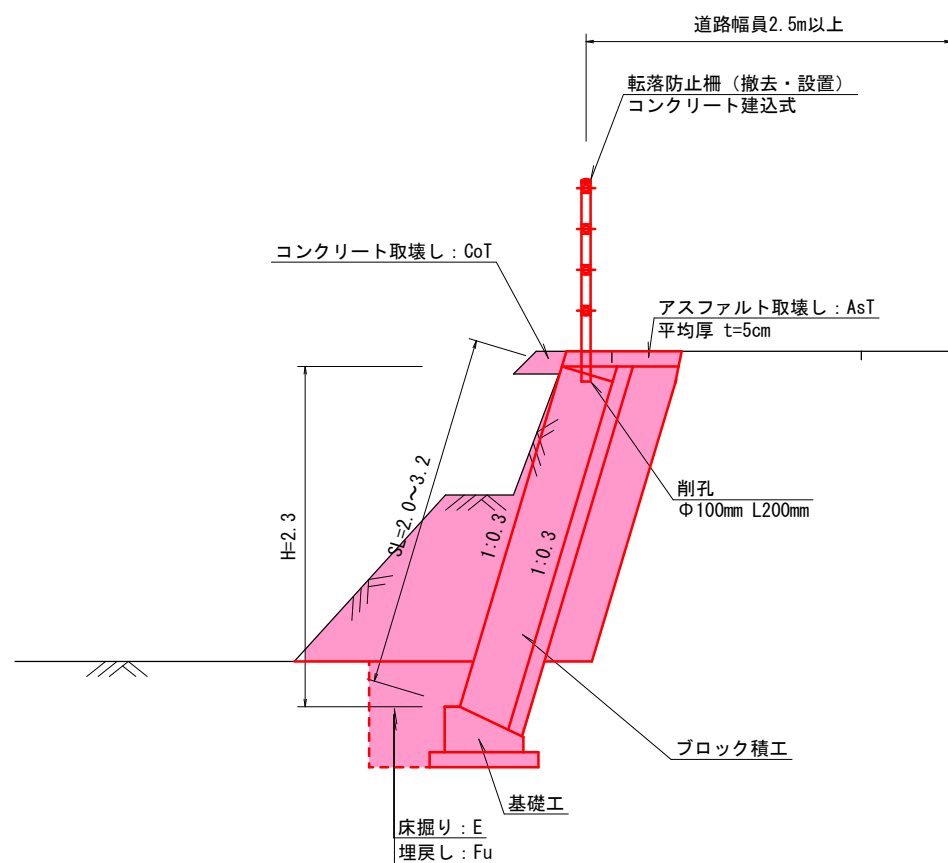 道路幅員2.5m以上
転落防止柵（撤去・設置）
コンクリート建込式
コンクリート取壊し：CoT
アスファルト取壊し：AsT
平均厚 t=5cm
SL=2.0～3.2
H=2.3
1:0.3
1:0.3
削孔
Φ100mm L200mm
ブロック積工
基礎工
床掘り：E
埋戻し：Fu